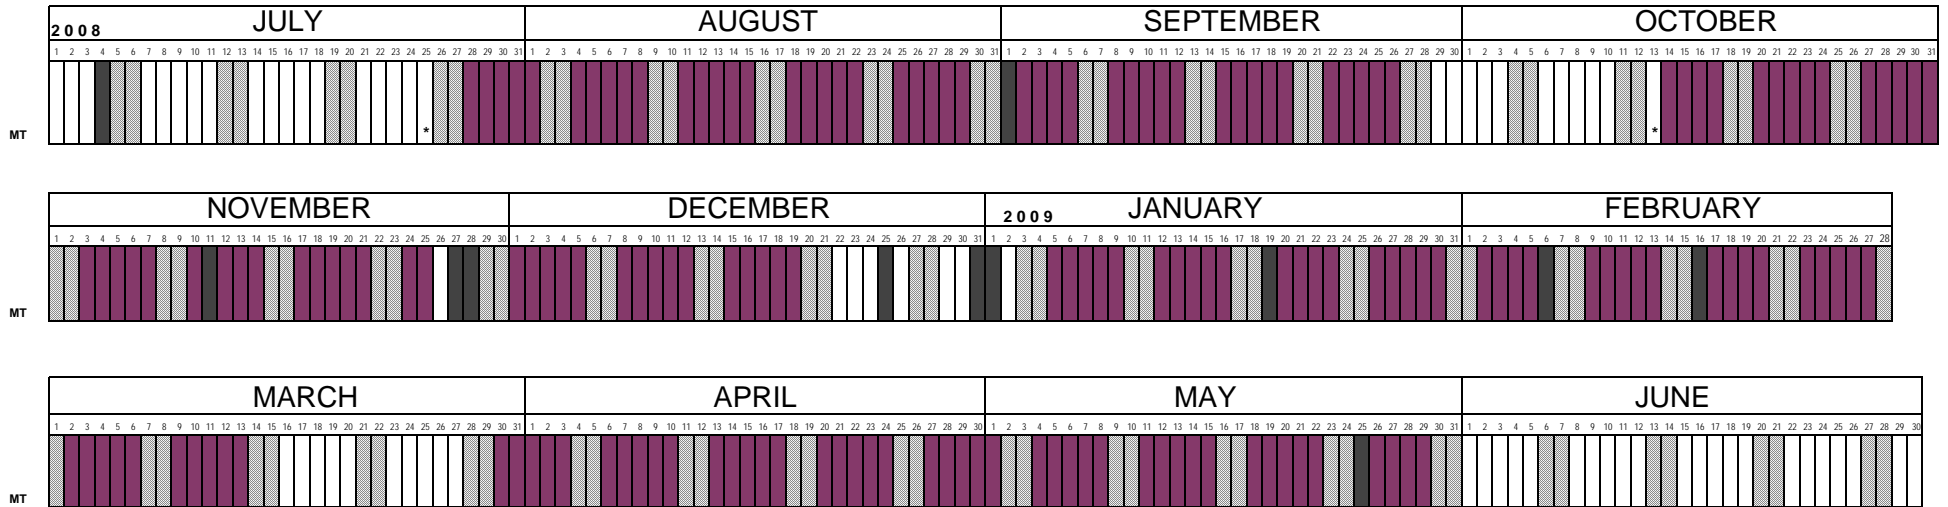 2008 JULY AUGUST SEPTEMBER OCTOBER
1 2 3 4 5 6 7 8 9 10 11 12 13 14 15 16 17 18 19 20 21 22 23 24 25 26 27 28 29 30 31 1 2 3 4 5 6 7 8 9 10 11 12 13 14 15 16 17 18 19 20 21 22 23 24 25 26 27 28 29 30 31 1 2 3 4 5 6 7 8 9 10 11 12 13 14 15 16 17 18 19 20 21 22 23 24 25 26 27 28 29 30 1 2 3 4 5 6 7 8 9 10 11 12 13 14 15 16 17 18 19 20 21 22 23 24 25 26 27 28 29 30 31
MT * *
NOVEMBER DECEMBER 2009 JANUARY FEBRUARY
1 2 3 4 5 6 7 8 9 10 11 12 13 14 15 16 17 18 19 20 21 22 23 24 25 26 27 28 29 30 1 2 3 4 5 6 7 8 9 10 11 12 13 14 15 16 17 18 19 20 21 22 23 24 25 26 27 28 29 30 31 1 2 3 4 5 6 7 8 9 10 11 12 13 14 15 16 17 18 19 20 21 22 23 24 25 26 27 28 29 30 31 1 2 3 4 5 6 7 8 9 10 11 12 13 14 15 16 17 18 19 20 21 22 23 24 25 26 27 28
MT
MARCH APRIL MAY JUNE
1 2 3 4 5 6 7 8 9 10 11 12 13 14 15 16 17 18 19 20 21 22 23 24 25 26 27 28 29 30 31 1 2 3 4 5 6 7 8 9 10 11 12 13 14 15 16 17 18 19 20 21 22 23 24 25 26 27 28 29 30 1 2 3 4 5 6 7 8 9 10 11 12 13 14 15 16 17 18 19 20 21 22 23 24 25 26 27 28 29 30 31 1 2 3 4 5 6 7 8 9 10 11 12 13 14 15 16 17 18 19 20 21 22 23 24 25 26 27 28 29 30
MT